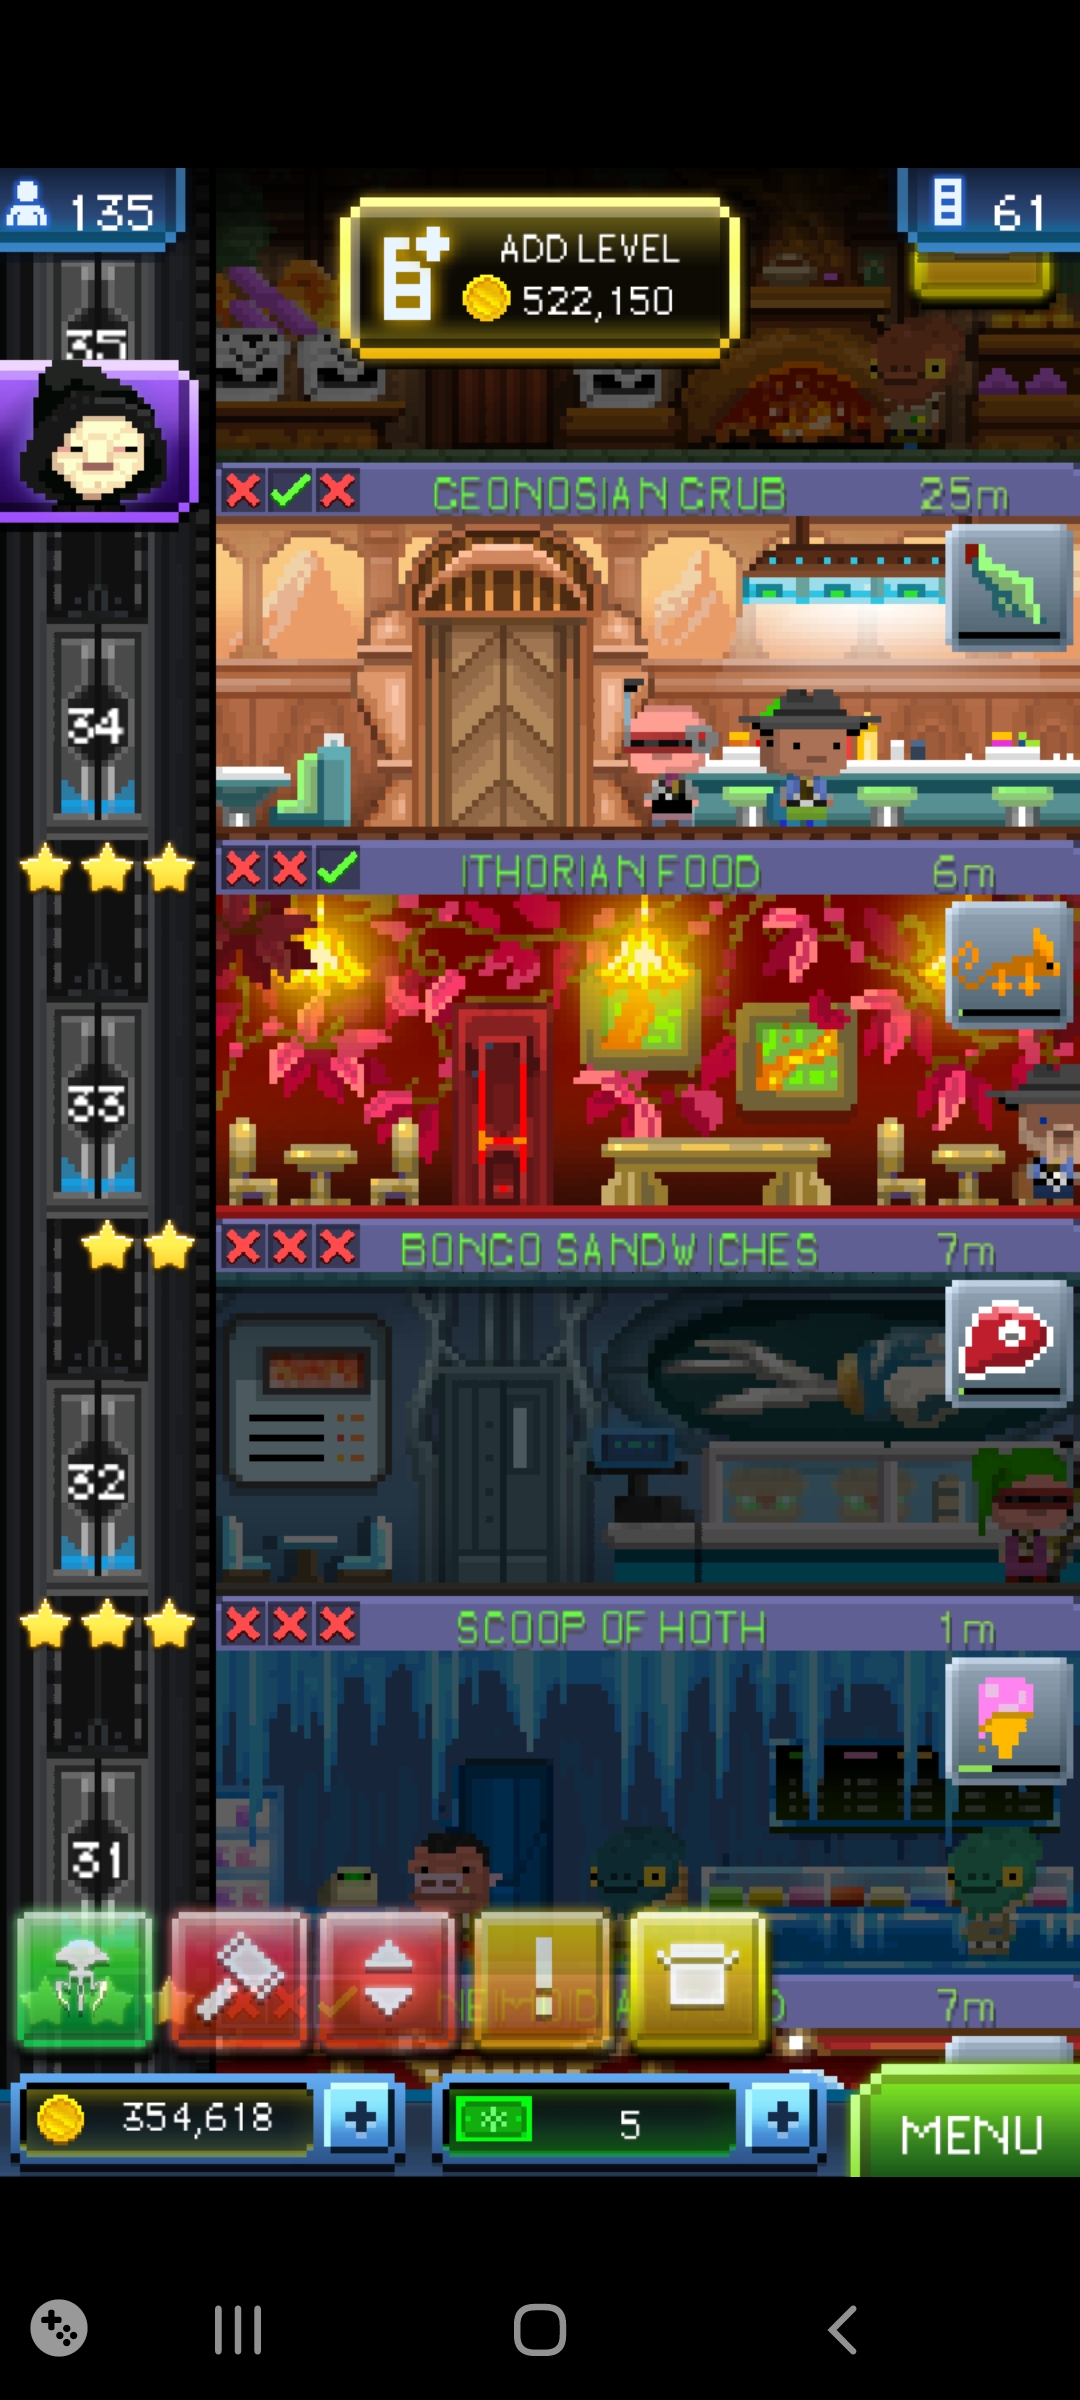 135
ADD LEVEL
522,150
61
35
GEONOSIAN GRUB
25m
34
ITHORIAN FOOD
6m
33
BONGO SANDWICHES
7m
32
SCOOP OF HOTH
1m
31
7m
354,618
5
MENU